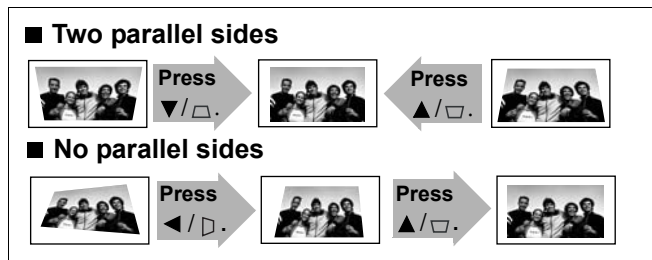 ■ Two parallel sides
Press
▼/⏢.
Press
▲/⏢.
■ No parallel sides
Press
◄/▷.
Press
▲/⏢.